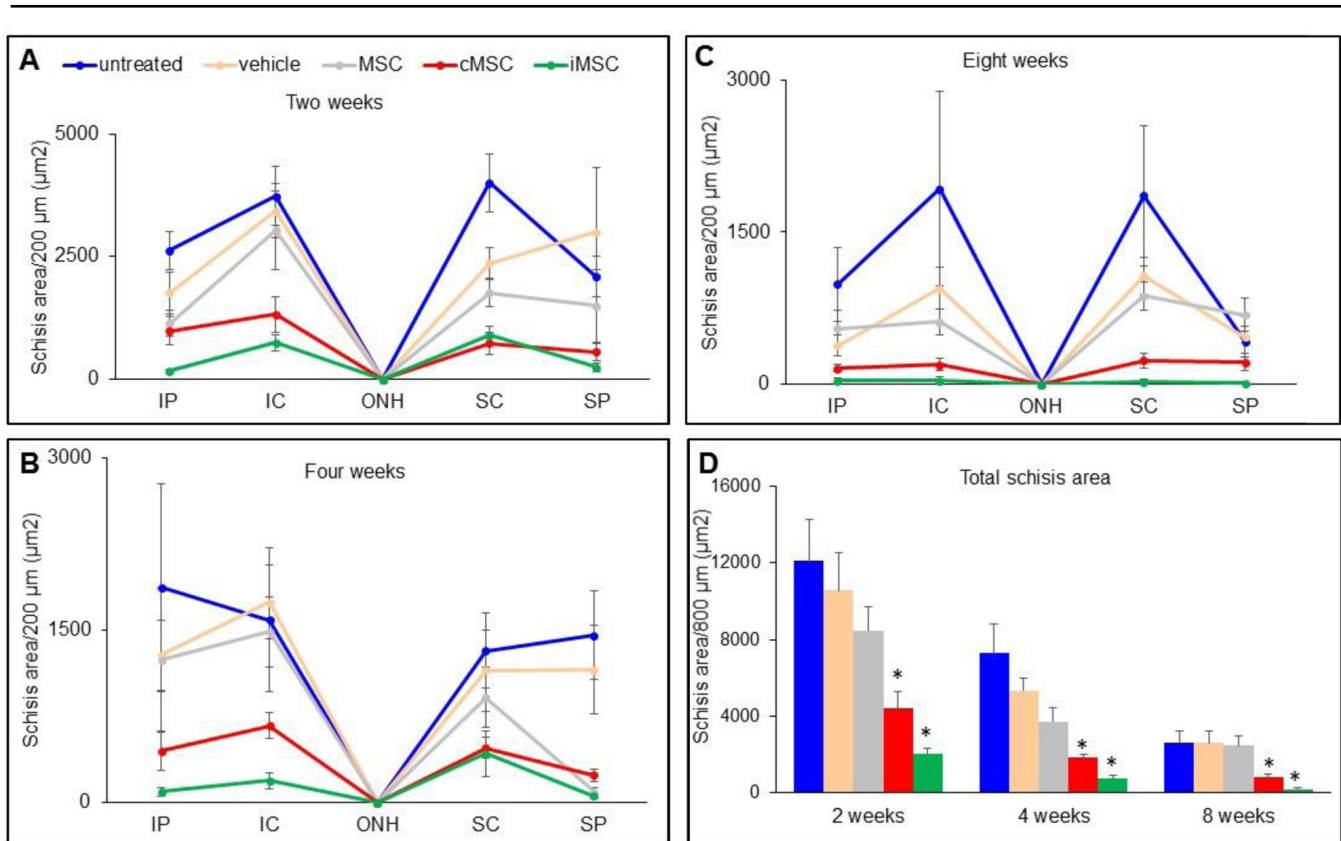 A
untreated vehicle MSC cMSC iMSC
Two weeks
Schisis area/200 µm (µm2)
5000
2500
0
IP IC ONH SC SP
B
Four weeks
Schisis area/200 µm (µm2)
3000
1500
0
IP IC ONH SC SP
C
Eight weeks
Schisis area/200 µm (µm2)
3000
1500
0
IP IC ONH SC SP
D
Total schisis area
Schisis area/800 µm (µm2)
16000
12000
8000
4000
0
* * * * * *
2 weeks 4 weeks 8 weeks